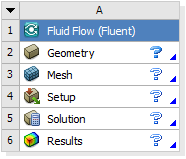 A
1 Fluid Flow (Fluent)
2 Geometry ?
3 Mesh ?
4 Setup ?
5 Solution ?
6 Results ?